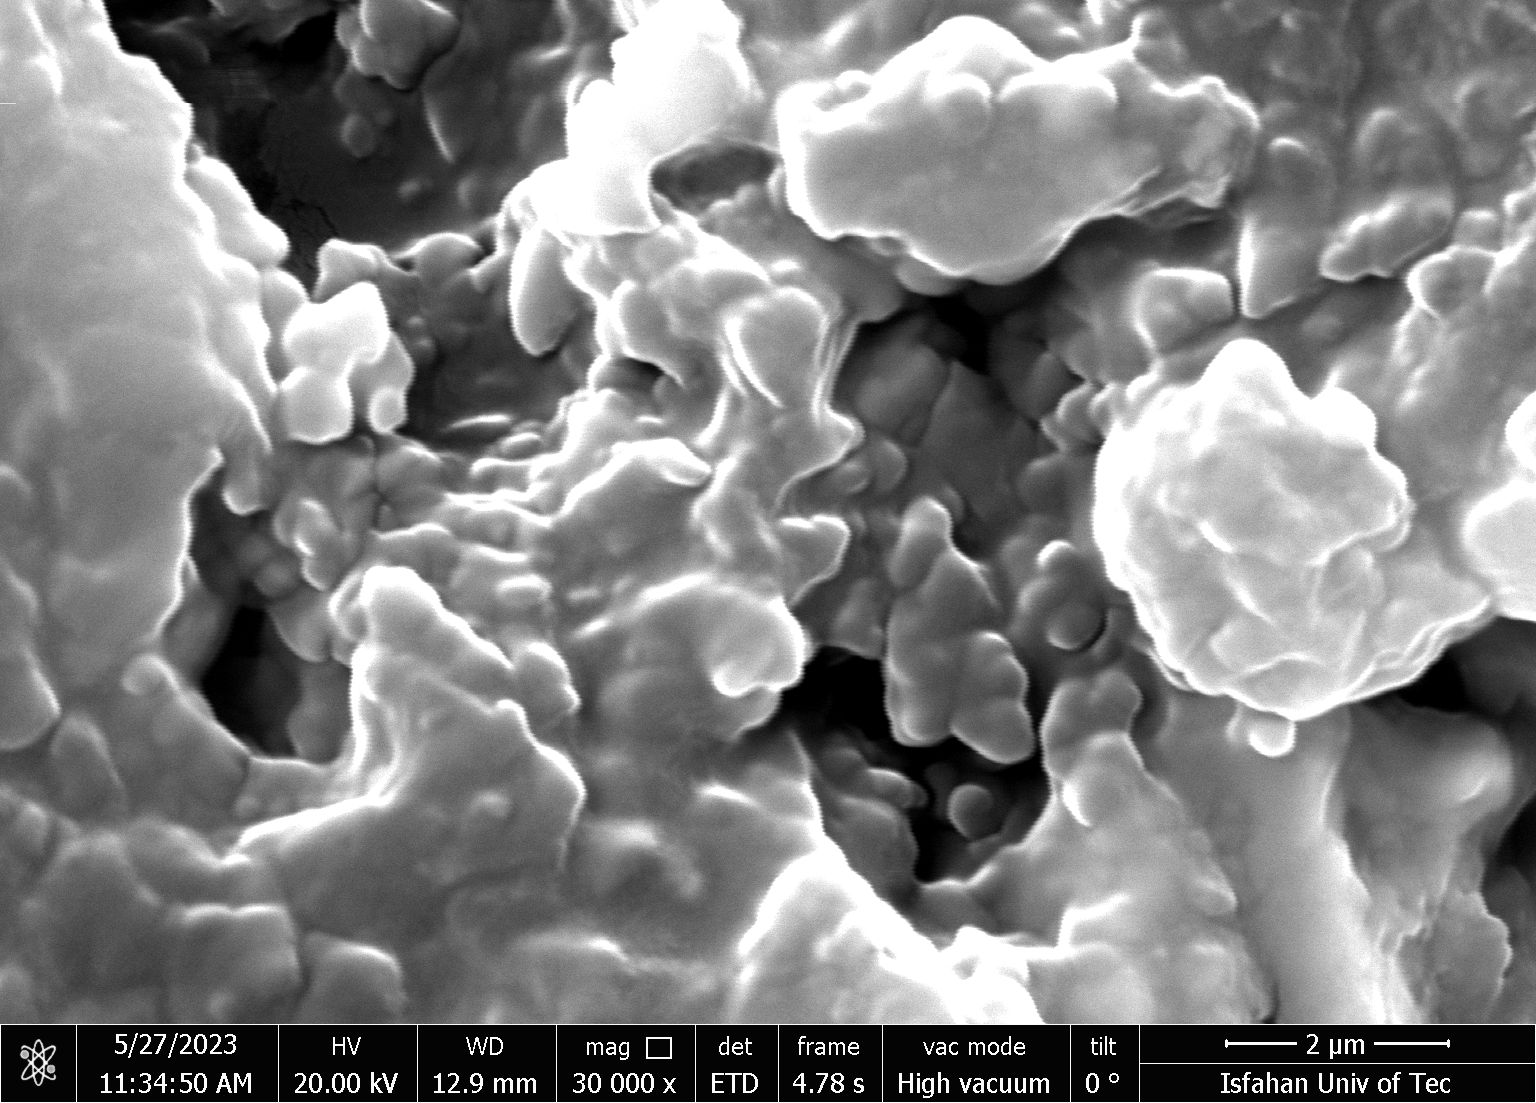 5/27/2023
11:34:50 AM
HV
20.00 kV
WD
12.9 mm
mag
30 000 x
det
ETD
frame
4.78 s
vac mode
High vacuum
tilt
0 °
2 µm
Isfahan Univ of Tec